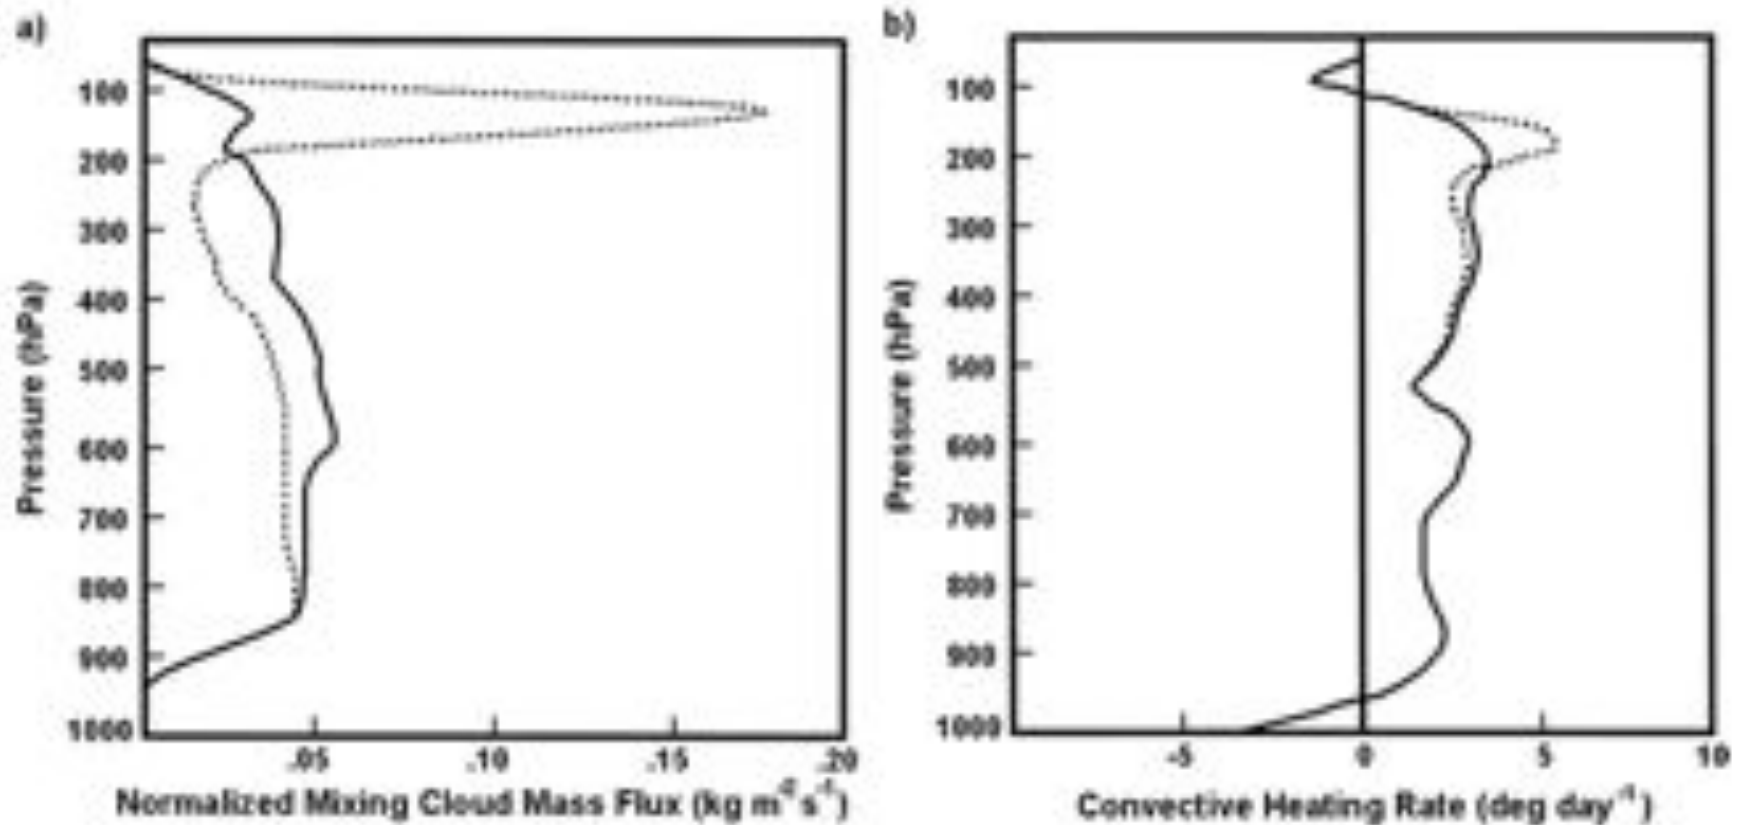 a)
100
200
300
400
500
600
700
800
900
1000
Pressure (hPa)
.05 .10 .15 .20
Normalized Mixing Cloud Mass Flux (kg m-2 s-1)
b)
100
200
300
400
500
600
700
800
900
1000
Pressure (hPa)
-5 0 5 10
Convective Heating Rate (deg day-1)